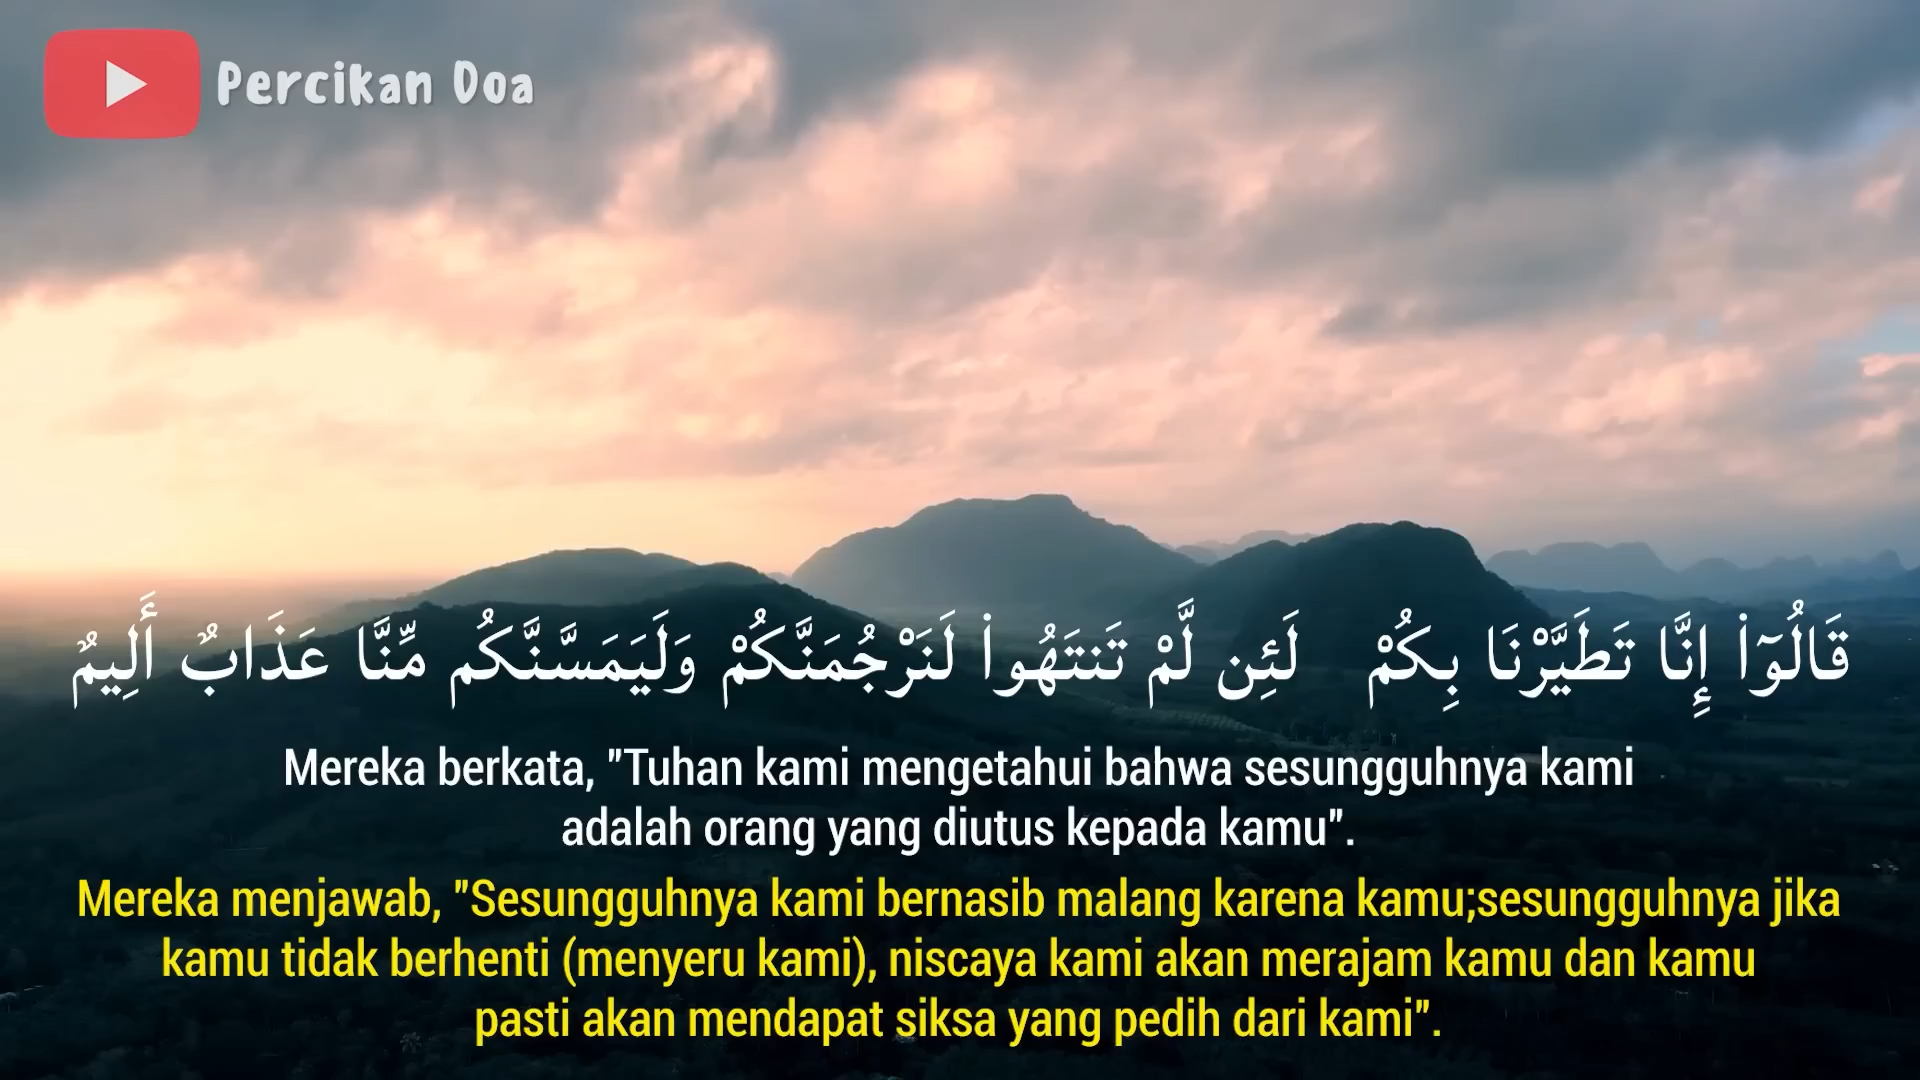 Percikan Doa
قَالُوٓا۟ إِنَّا تَطَيَّرْنَا بِكُمْ لَئِن لَّمْ تَنتَهُوا۟ لَنَرْجُمَنَّكُمْ وَلَيَمَسَّنَّكُم مِّنَّا عَذَابٌ أَلِيمٌ
Mereka berkata, "Tuhan kami mengetahui bahwa sesungguhnya kami
adalah orang yang diutus kepada kamu".
Mereka menjawab, "Sesungguhnya kami bernasib malang karena kamu;sesungguhnya jika
kamu tidak berhenti (menyeru kami), niscaya kami akan merajam kamu dan kamu
pasti akan mendapat siksa yang pedih dari kami".